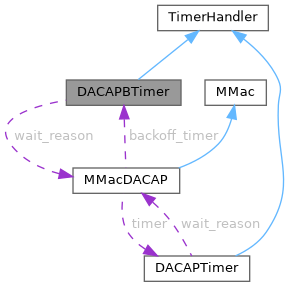 TimerHandler
DACAPBTimer
MMac
wait_reason
backoff_timer
MMacDACAP
timer
wait_reason
DACAPTimer